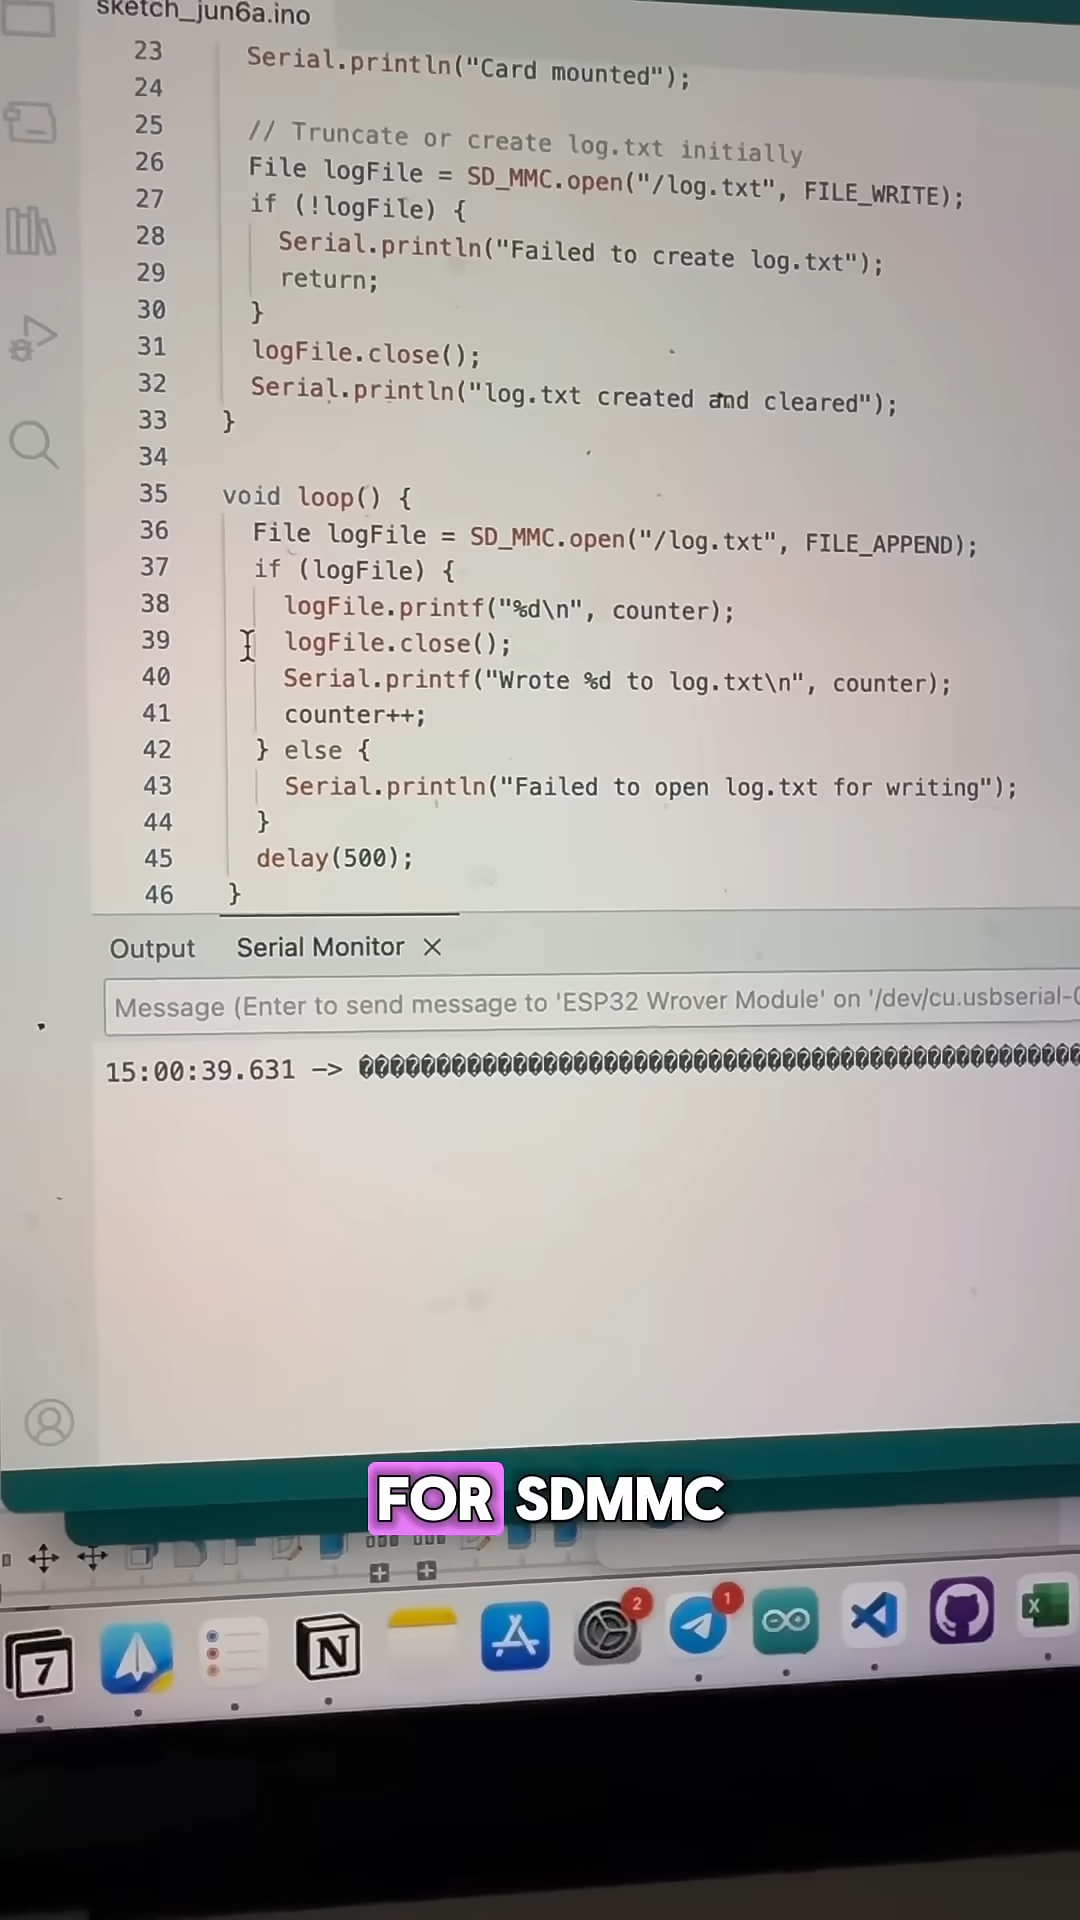 sketch_jun6a.ino
23 Serial.println("Card mounted");
24
25 // Truncate or create log.txt initially
26 File logFile = SD_MMC.open("/log.txt", FILE_WRITE);
27 if (!logFile) {
28 Serial.println("Failed to create log.txt");
29 return;
30 }
31 logFile.close();
32 Serial.println("log.txt created and cleared");
33 }
34
35 void loop() {
36 File logFile = SD_MMC.open("/log.txt", FILE_APPEND);
37 if (logFile) {
38 logFile.printf("%d\n", counter);
39 logFile.close();
40 Serial.printf("Wrote %d to log.txt\n", counter);
41 counter++;
42 } else {
43 Serial.println("Failed to open log.txt for writing");
44 }
45 delay(500);
46 }
Output Serial Monitor
Message (Enter to send message to 'ESP32 Wrover Module' on '/dev/cu.usbserial-
15:00:39.631 ->
FOR SDMMC
2 1
7 N X